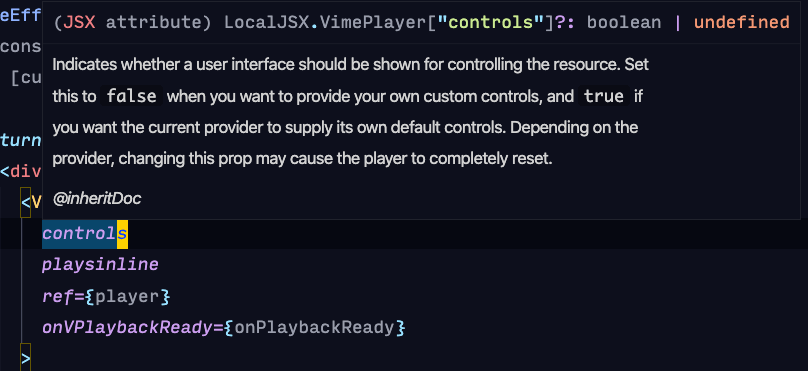 eEff
(JSX attribute) LocalJSX.VimePlayer["controls"]?: boolean | undefined
cons
Indicates whether a user interface should be shown for controlling the resource. Set
[cu
this to false when you want to provide your own custom controls, and true if
you want the current provider to supply its own default controls. Depending on the
turn
provider, changing this prop may cause the player to completely reset.
<div
@inheritDoc
<V
controls
playsinline
ref={player}
onVPlaybackReady={onPlaybackReady}
>